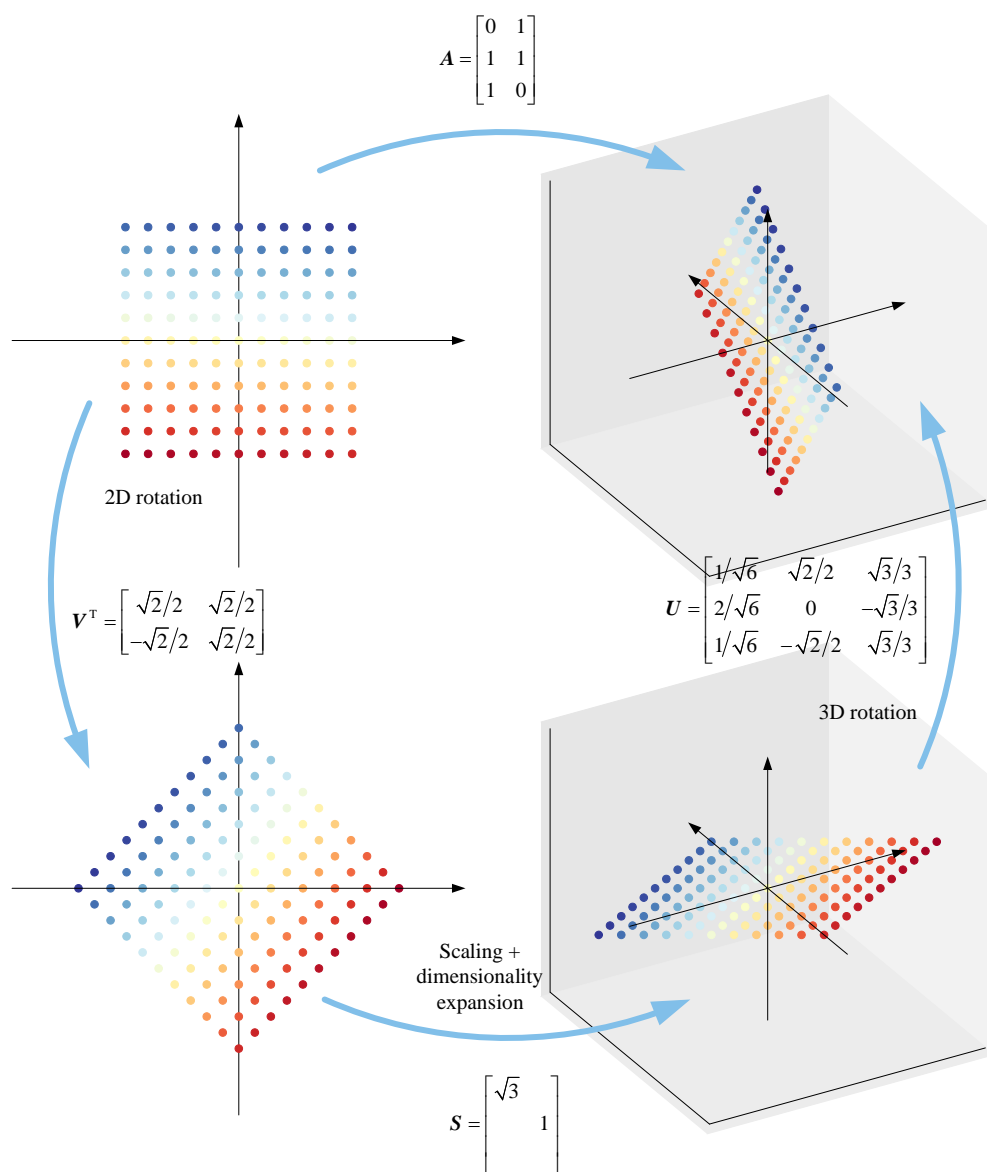 A = [0 1
1 1
1 0]
2D rotation
V^T = [√2/2 √2/2
-√2/2 √2/2]
U = [1/√6 √2/2 √3/3
2/√6 0 -√3/3
1/√6 -√2/2 √3/3]
3D rotation
Scaling +
dimensionality
expansion
S = [√3
1]